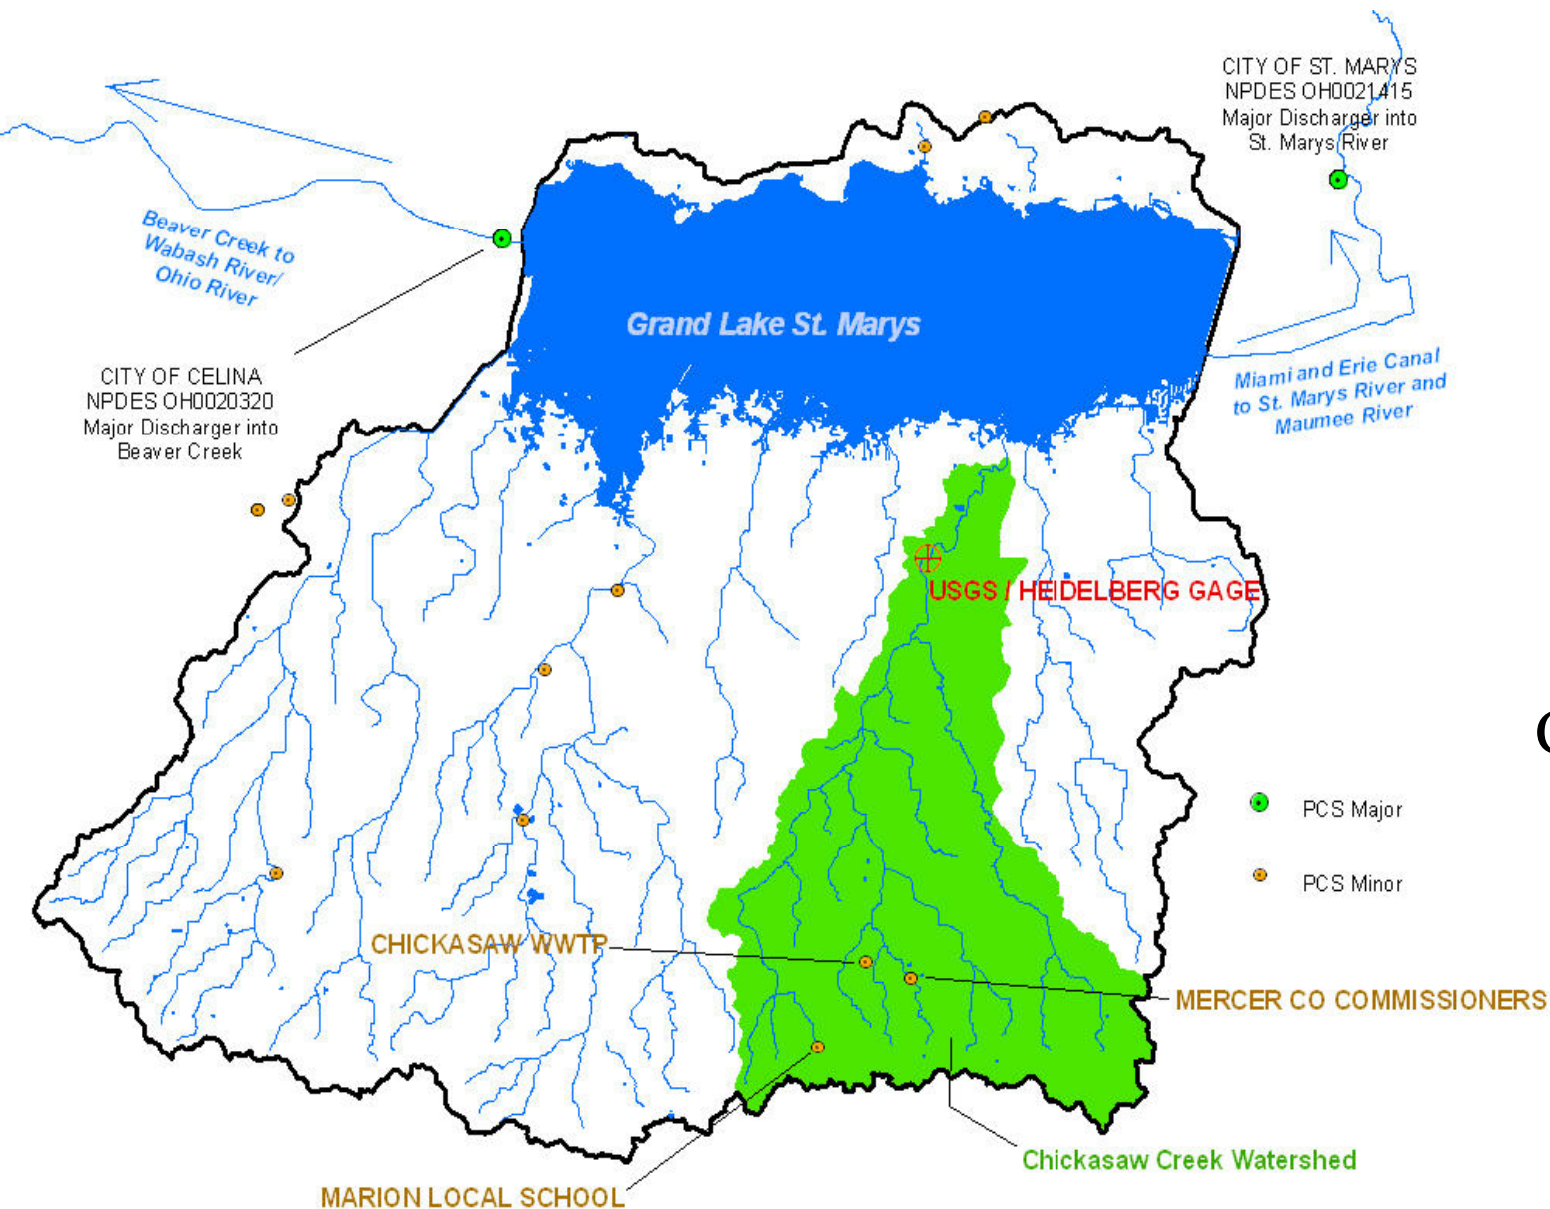 CITY OF ST. MARYS
NPDES OH0021415
Major Discharger into
St. Marys River
Beaver Creek to
Wabash River/
Ohio River
Grand Lake St. Marys
CITY OF CELINA
NPDES OH0020320
Major Discharger into
Beaver Creek
Miami and Erie Canal
to St. Marys River and
Maumee River
USGS / HEIDELBERG GAGE
PCS Major
PCS Minor
CHICKASAW WWTP
MERCER CO COMMISSIONERS
Chickasaw Creek Watershed
MARION LOCAL SCHOOL